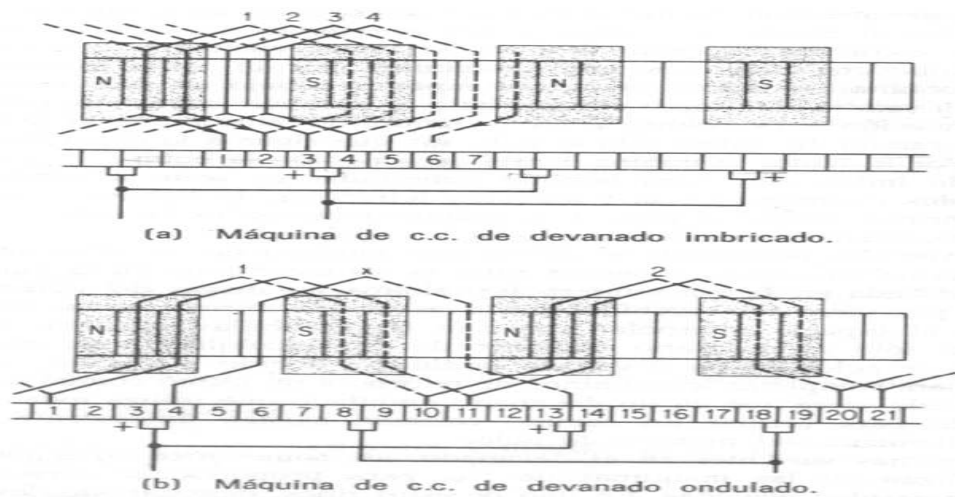 1 2 3 4
N S N S
1 2 3 4 5 6 7
+ +
(a) Máquina de c.c. de devanado imbricado.
1 x 2
N S N S
1 2 3 4 5 6 7 8 9 10 11 12 13 14 15 16 17 18 19 20 21
+ +
(b) Máquina de c.c. de devanado ondulado.